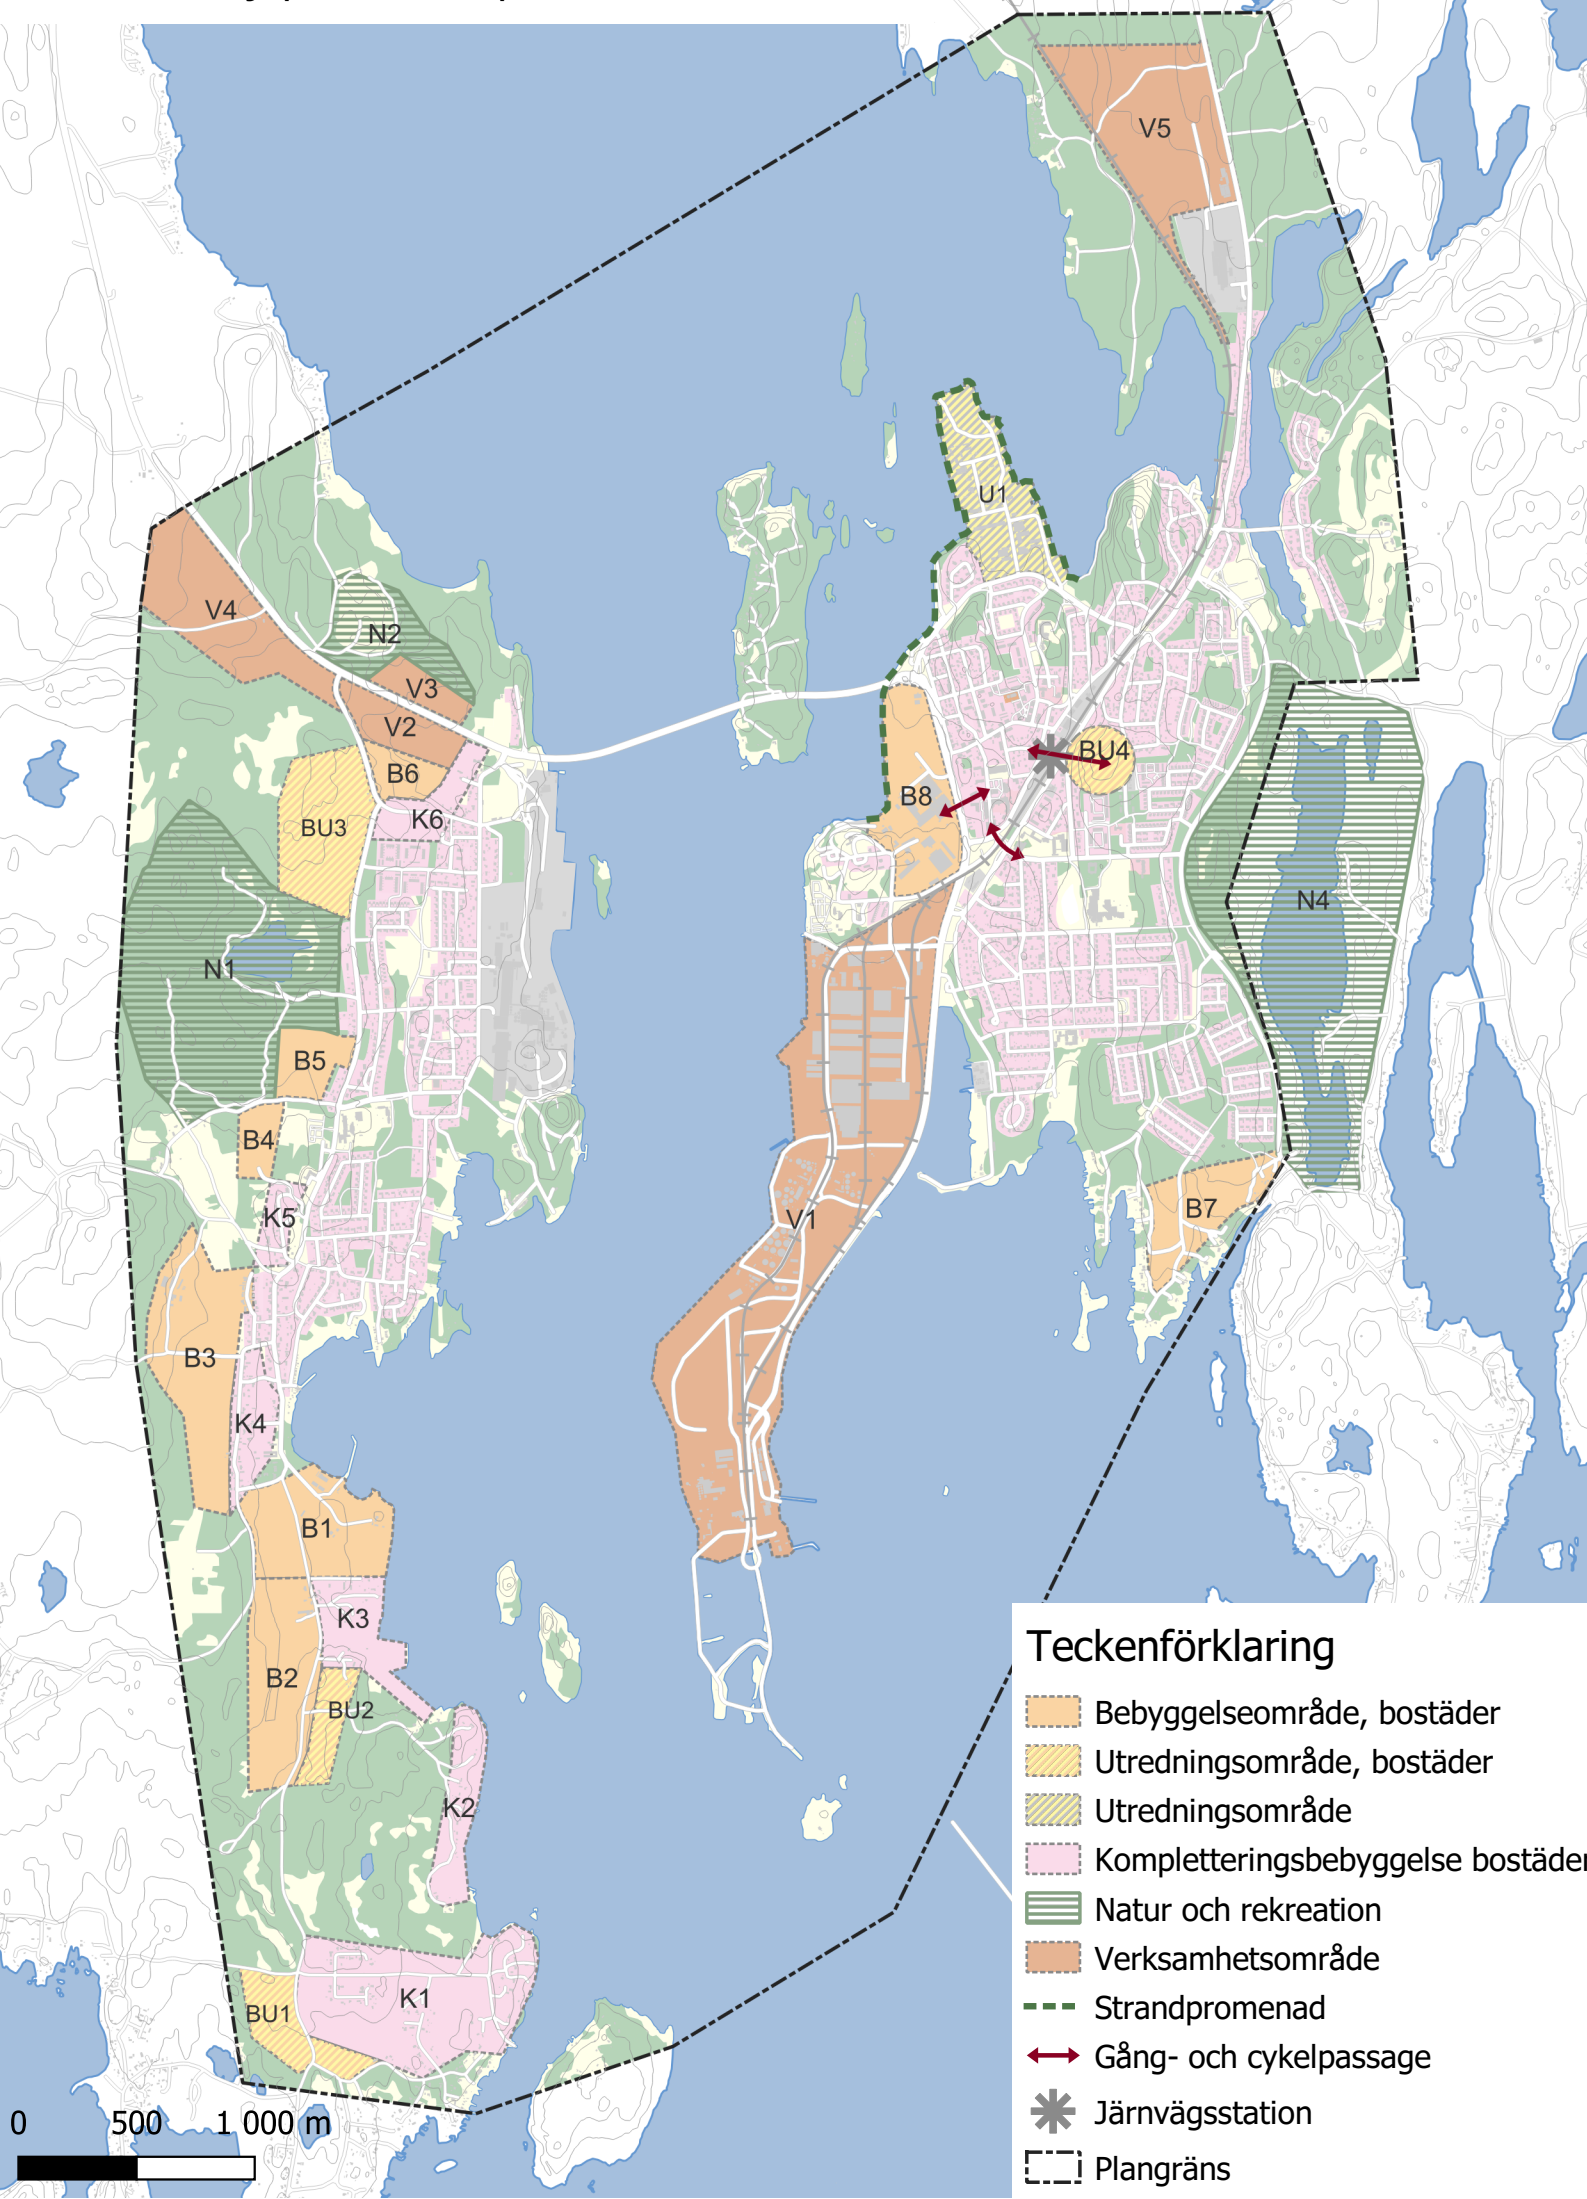 V5
U1
V4
N2
V3
V2
B6
BU4
B8
BU3
K6
N4
N1
B5
B4
K5
B7
V1
B3
K4
B1
K3
B2
BU2
K2
K1
BU1
0 500 1 000 m
Teckenförklaring
Bebyggelseområde, bostäder
Utredningsområde, bostäder
Utredningsområde
Kompletteringsbebyggelse bostäder
Natur och rekreation
Verksamhetsområde
Strandpromenad
Gång- och cykelpassage
Järnvägsstation
Plangräns